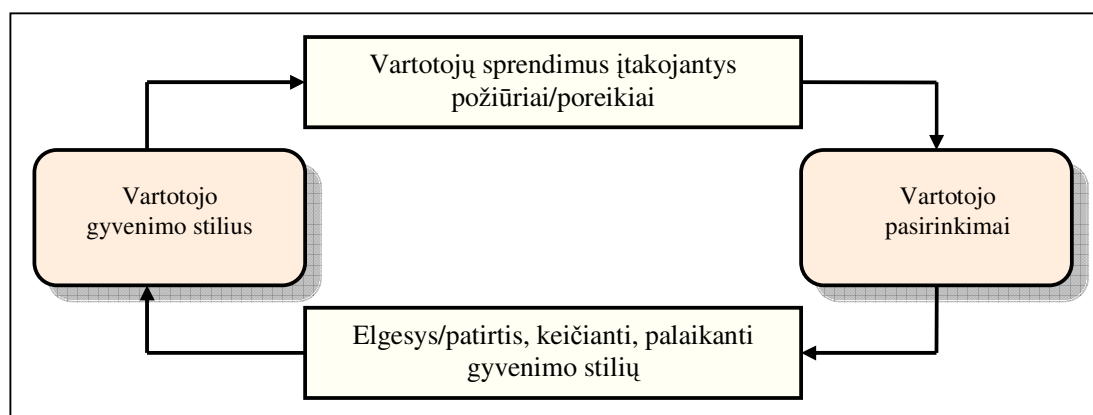 Vartotojų sprendimus įtakojantys
požiūriai/poreikiai
Vartotojo
gyvenimo stilius
Vartotojo
pasirinkimai
Elgesys/patirtis, keičianti, palaikanti
gyvenimo stilių